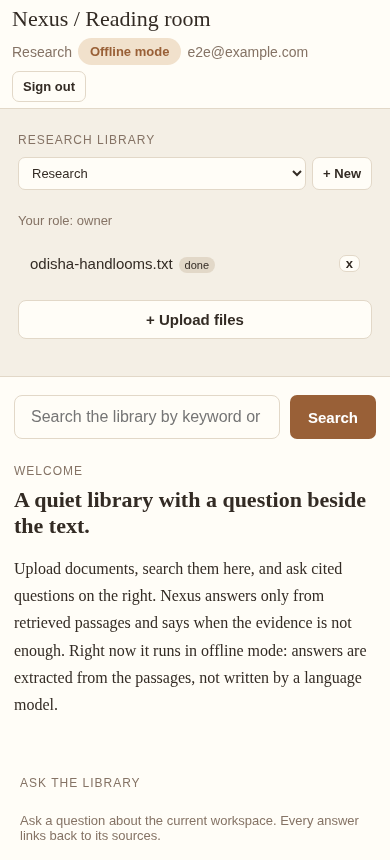 Nexus / Reading room
Research Offline mode e2e@example.com
Sign out
RESEARCH LIBRARY
Research + New
Your role: owner
odisha-handlooms.txt done x
+ Upload files
Search the library by keyword or Search
WELCOME
A quiet library with a question beside
the text.
Upload documents, search them here, and ask cited
questions on the right. Nexus answers only from
retrieved passages and says when the evidence is not
enough. Right now it runs in offline mode: answers are
extracted from the passages, not written by a language
model.
ASK THE LIBRARY
Ask a question about the current workspace. Every answer
links back to its sources.